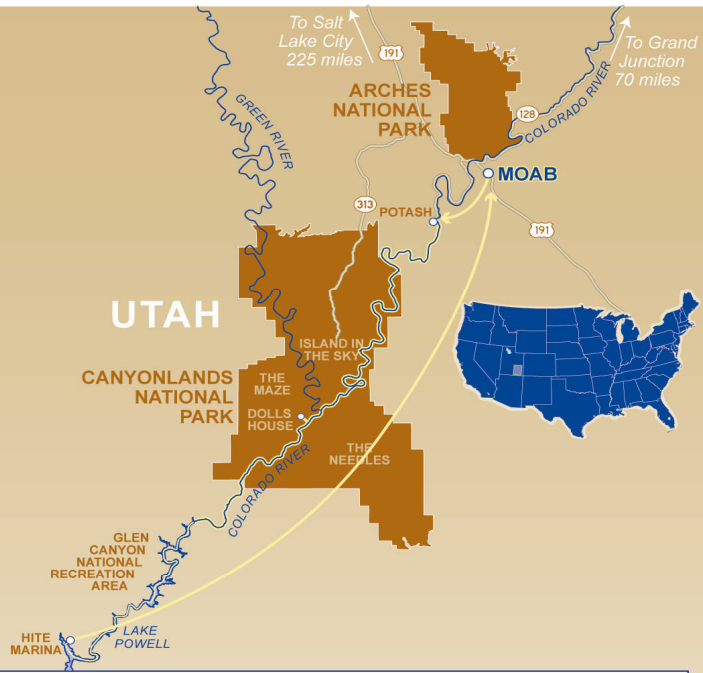 To Salt
Lake City
225 miles
191
To Grand
Junction
70 miles
GREEN RIVER
ARCHES
NATIONAL
PARK
128
COLORADO RIVER
MOAB
313
POTASH
191
UTAH
ISLAND IN
THE SKY
CANYONLANDS
NATIONAL
PARK
THE
MAZE
DOLLS
HOUSE
THE
NEEDLES
COLORADO RIVER
GLEN
CANYON
NATIONAL
RECREATION
AREA
HITE
MARINA
LAKE
POWELL